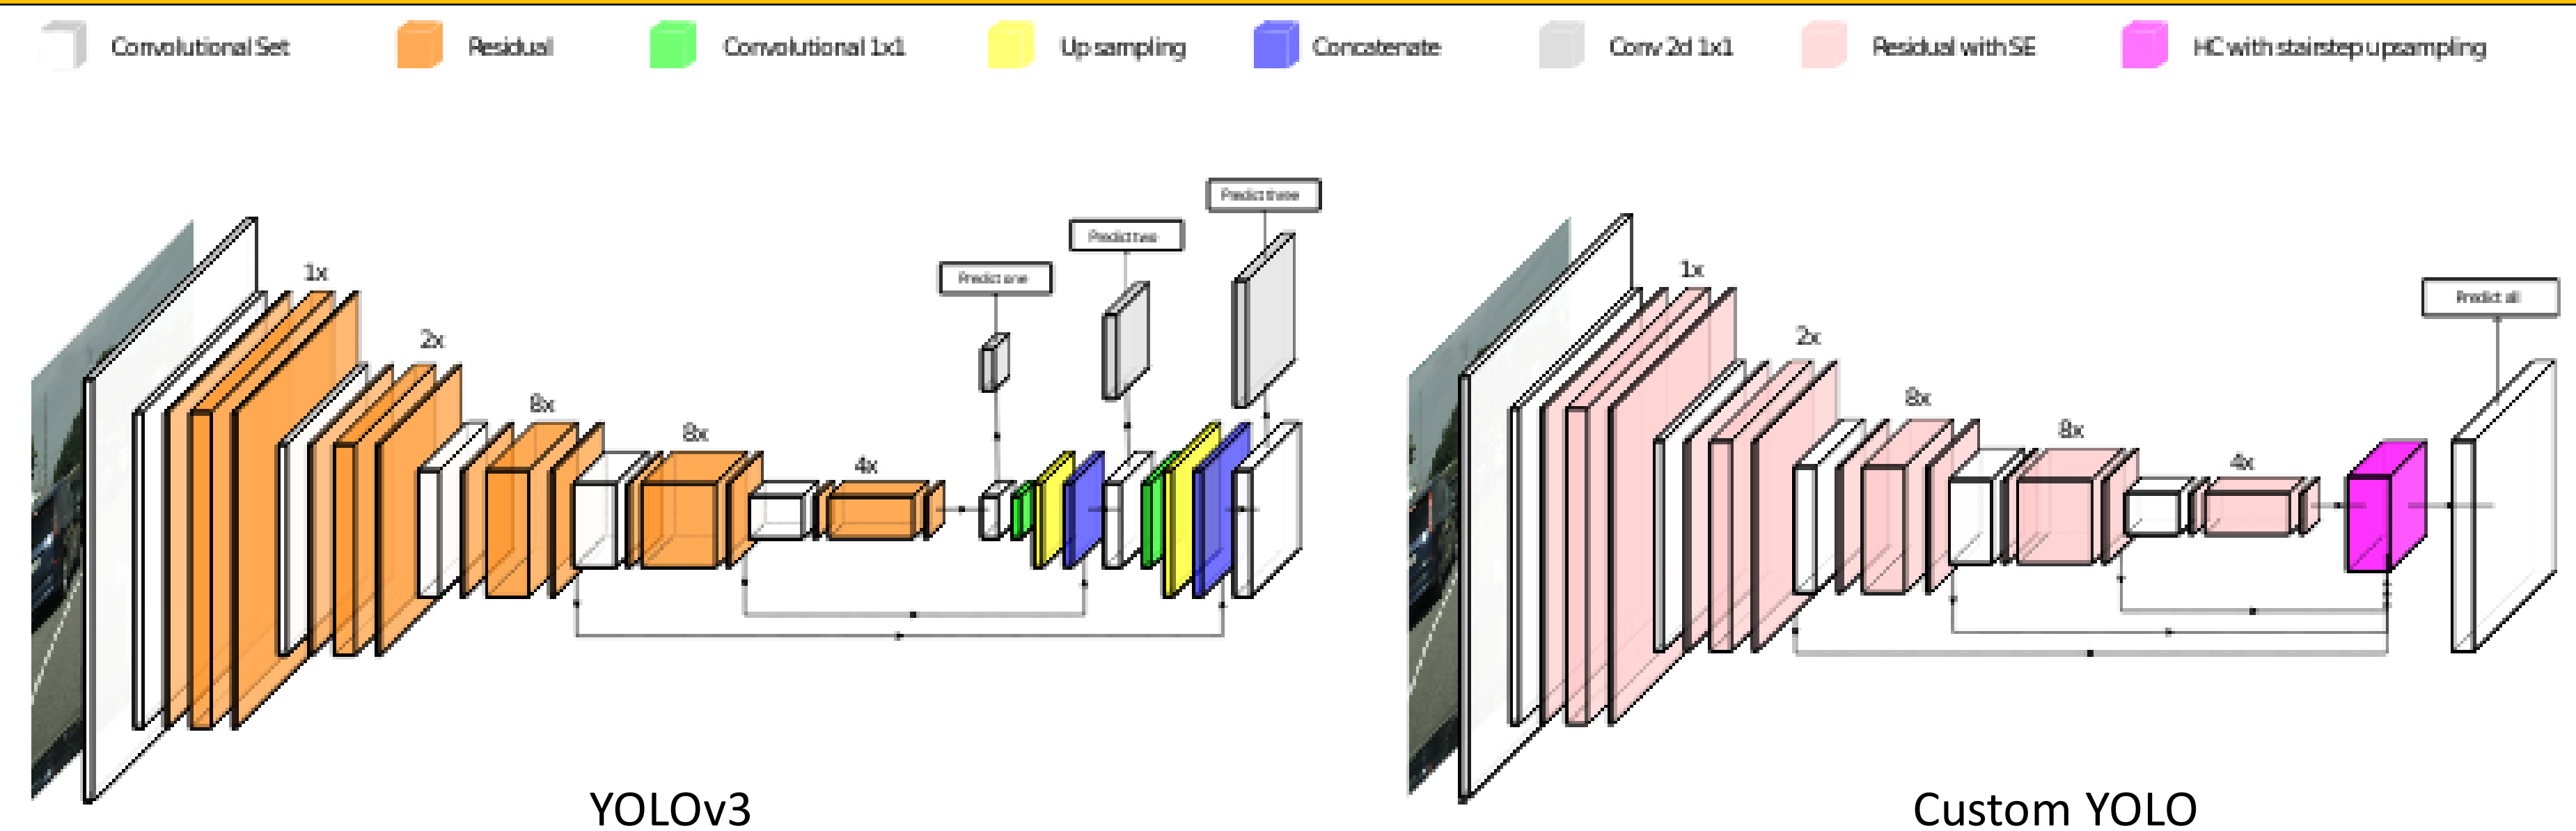 Convolutional Set
Residual
Convolutional 1x1
Up sampling
Concatenate
Conv 2d 1x1
Residual with SE
HC with stairstep upsampling
Predict one
Predict two
Predict three
1x
2x
8x
8x
4x
YOLOv3
Predict all
1x
2x
8x
8x
4x
Custom YOLO